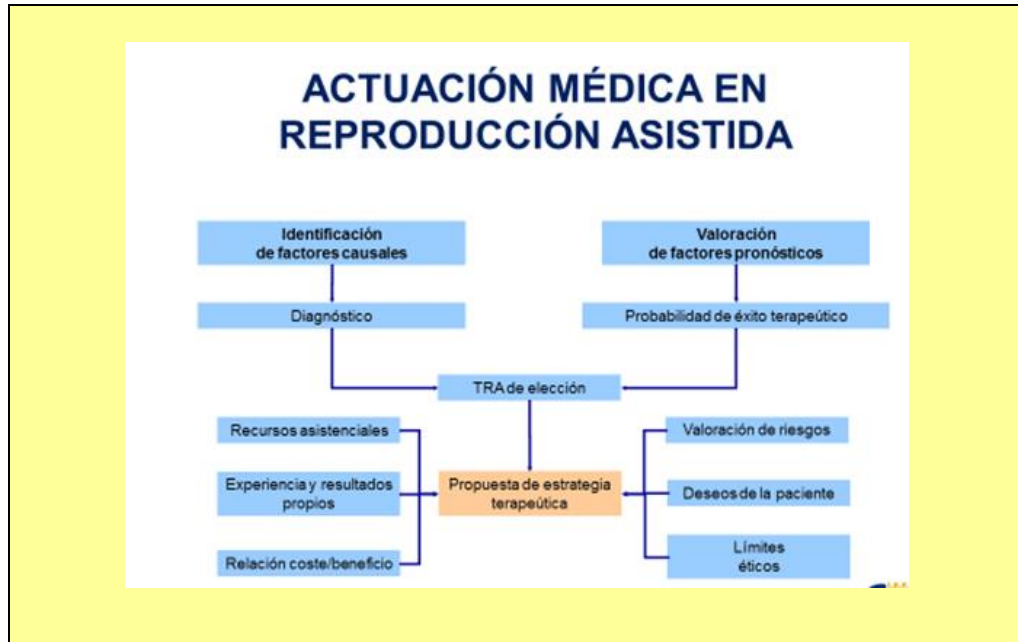 ACTUACIÓN MÉDICA EN
REPRODUCCIÓN ASISTIDA
Identificación
de factores causales
Valoración
de factores pronósticos
Diagnóstico
Probabilidad de éxito terapeútico
TRA de elección
Recursos asistenciales
Valoración de riesgos
Experiencia y resultados
propios
Propuesta de estrategia
terapeútica
Deseos de la paciente
Relación coste/beneficio
Límites
éticos